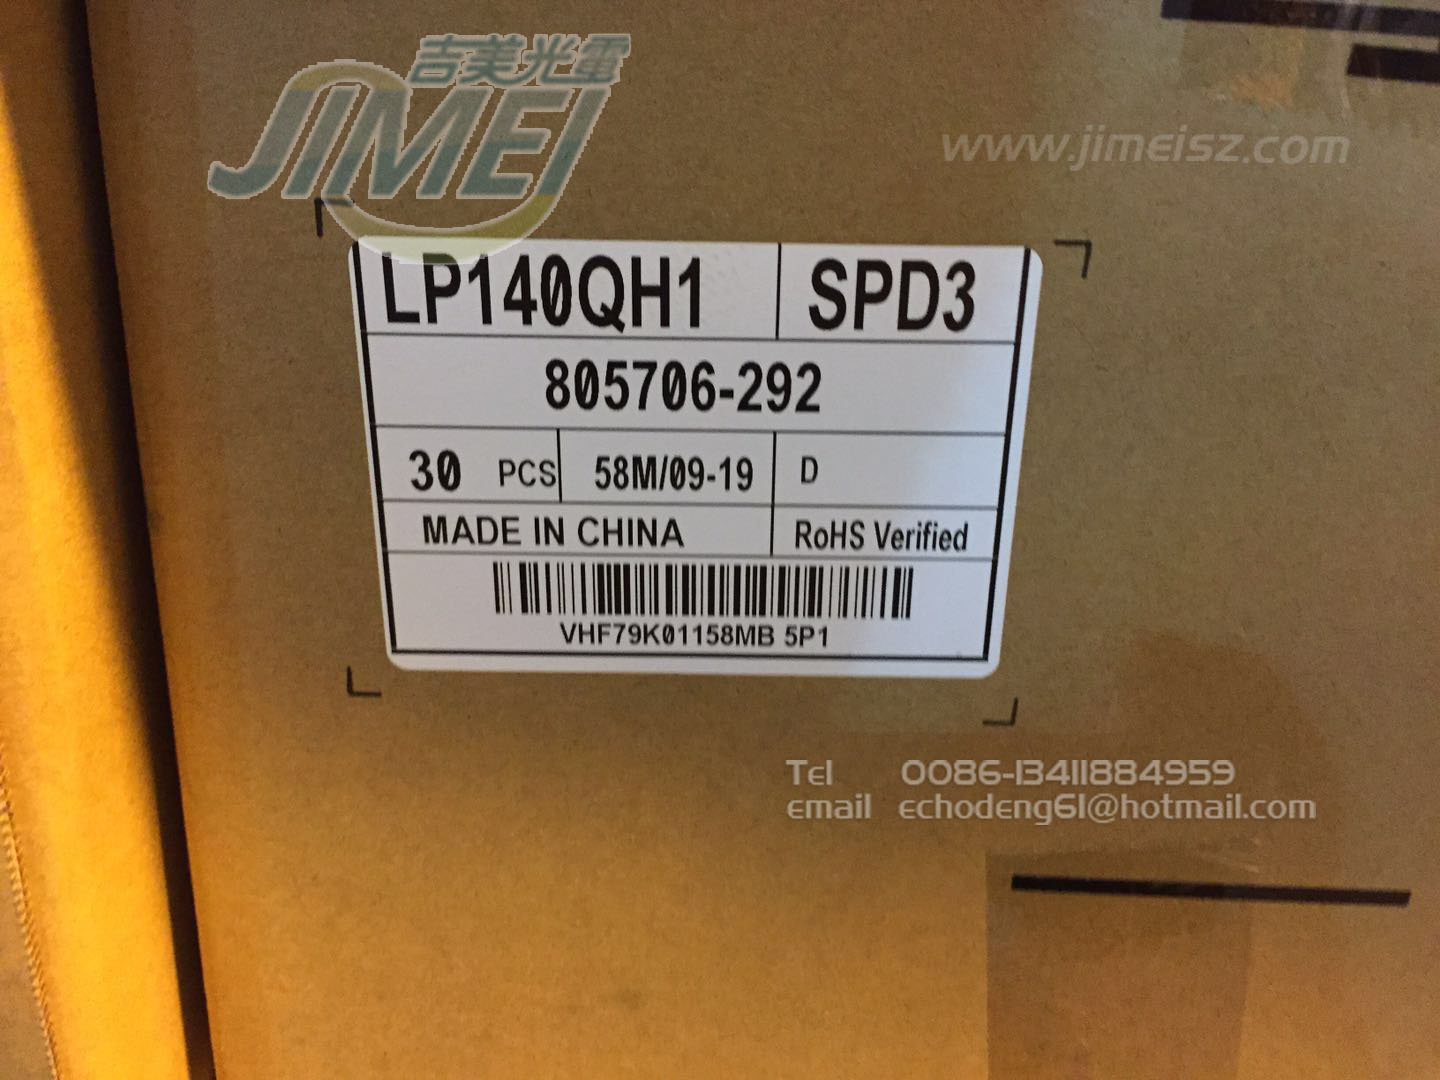 吉美光電
JIMEI
www.jimeisz.com
LP140QH1 SPD3
805706-292
30 PCS 58M/09-19 D
MADE IN CHINA RoHS Verified
VHF79K01158MB 5P1
Tel 0086-13411884959
email echodeng61@hotmail.com